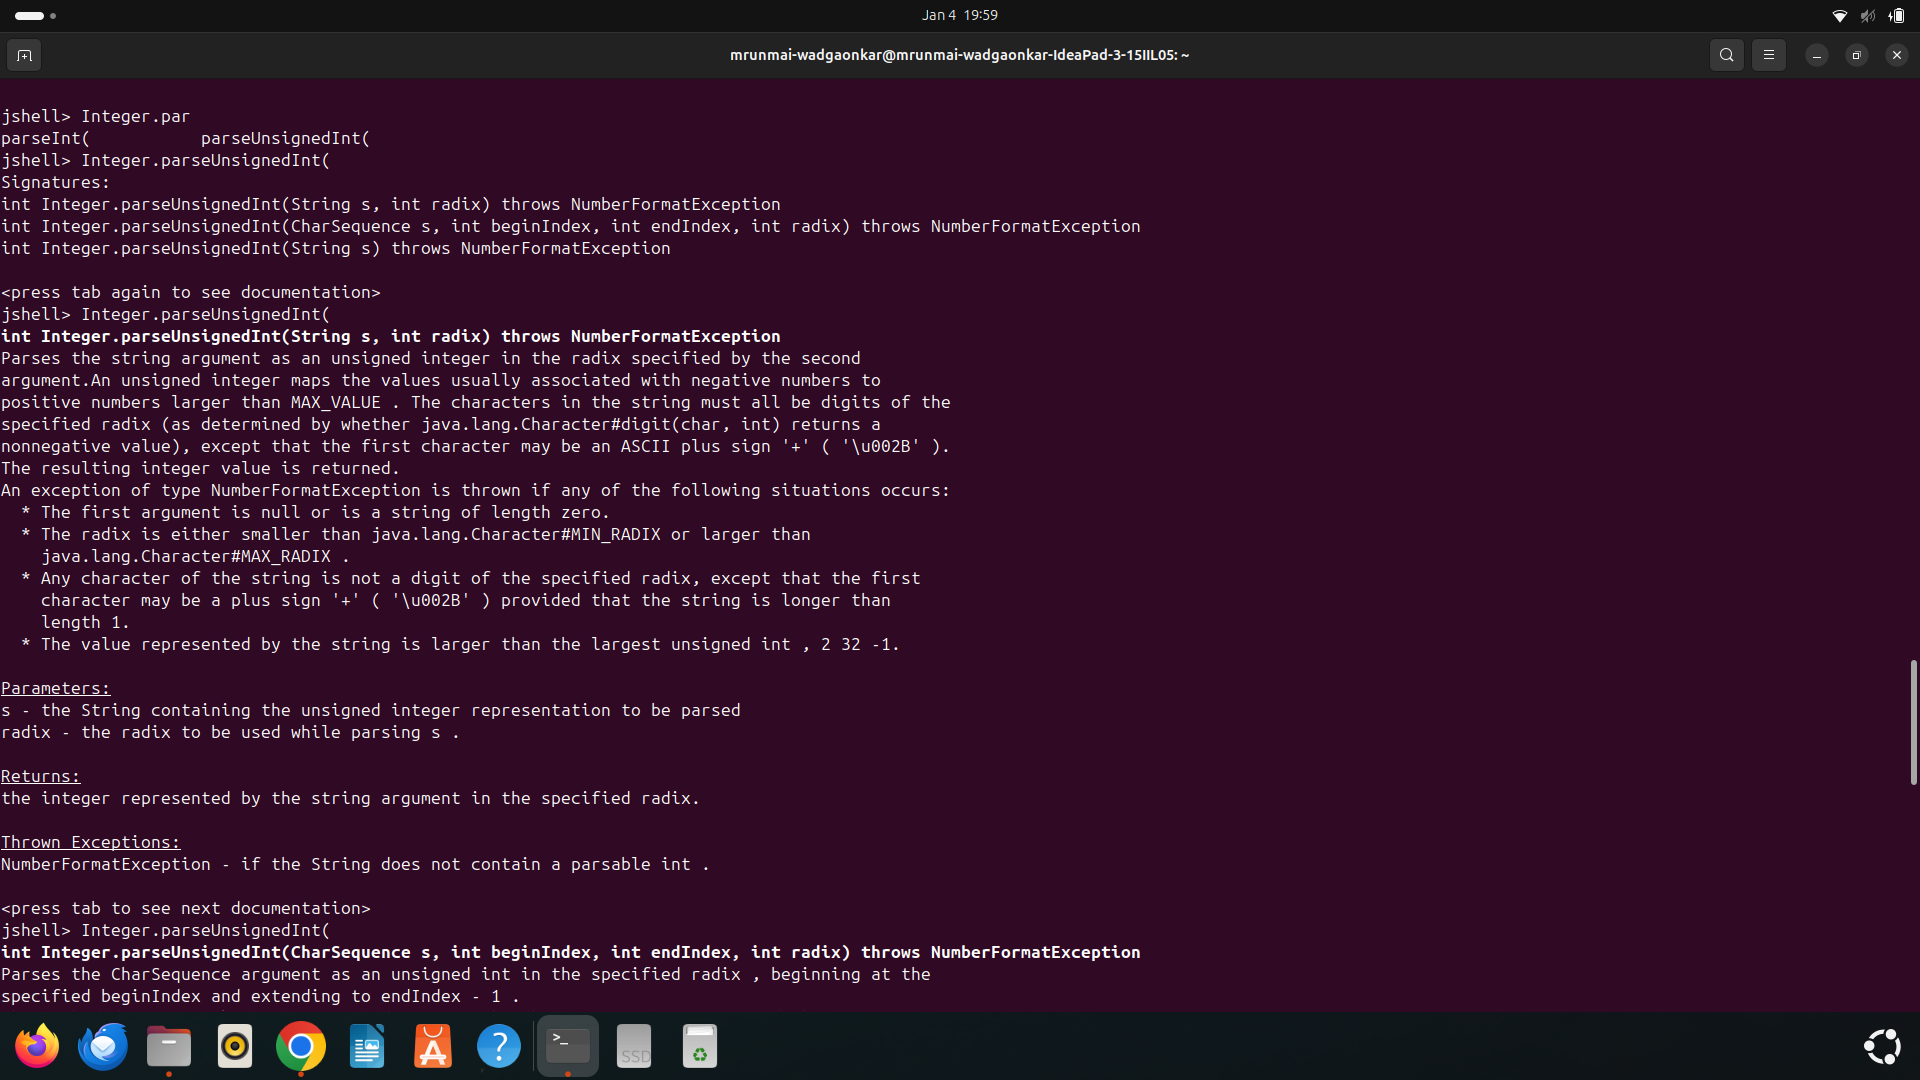 Jan 4  19:59
mrunmai-wadgaonkar@mrunmai-wadgaonkar-IdeaPad-3-15IIL05: ~
jshell> Integer.par
parseInt(           parseUnsignedInt(
jshell> Integer.parseUnsignedInt(
Signatures:
int Integer.parseUnsignedInt(String s, int radix) throws NumberFormatException
int Integer.parseUnsignedInt(CharSequence s, int beginIndex, int endIndex, int radix) throws NumberFormatException
int Integer.parseUnsignedInt(String s) throws NumberFormatException
<press tab again to see documentation>
jshell> Integer.parseUnsignedInt(
int Integer.parseUnsignedInt(String s, int radix) throws NumberFormatException
Parses the string argument as an unsigned integer in the radix specified by the second
argument.An unsigned integer maps the values usually associated with negative numbers to
positive numbers larger than MAX_VALUE . The characters in the string must all be digits of the
specified radix (as determined by whether java.lang.Character#digit(char, int) returns a
nonnegative value), except that the first character may be an ASCII plus sign '+' ( '\u002B' ).
The resulting integer value is returned.
An exception of type NumberFormatException is thrown if any of the following situations occurs:
  * The first argument is null or is a string of length zero.
  * The radix is either smaller than java.lang.Character#MIN_RADIX or larger than
    java.lang.Character#MAX_RADIX .
  * Any character of the string is not a digit of the specified radix, except that the first
    character may be a plus sign '+' ( '\u002B' ) provided that the string is longer than
    length 1.
  * The value represented by the string is larger than the largest unsigned int , 2 32 -1.
Parameters:
s - the String containing the unsigned integer representation to be parsed
radix - the radix to be used while parsing s .
Returns:
the integer represented by the string argument in the specified radix.
Thrown Exceptions:
NumberFormatException - if the String does not contain a parsable int .
<press tab to see next documentation>
jshell> Integer.parseUnsignedInt(
int Integer.parseUnsignedInt(CharSequence s, int beginIndex, int endIndex, int radix) throws NumberFormatException
Parses the CharSequence argument as an unsigned int in the specified radix , beginning at the
specified beginIndex and extending to endIndex - 1 .
>_
SSD